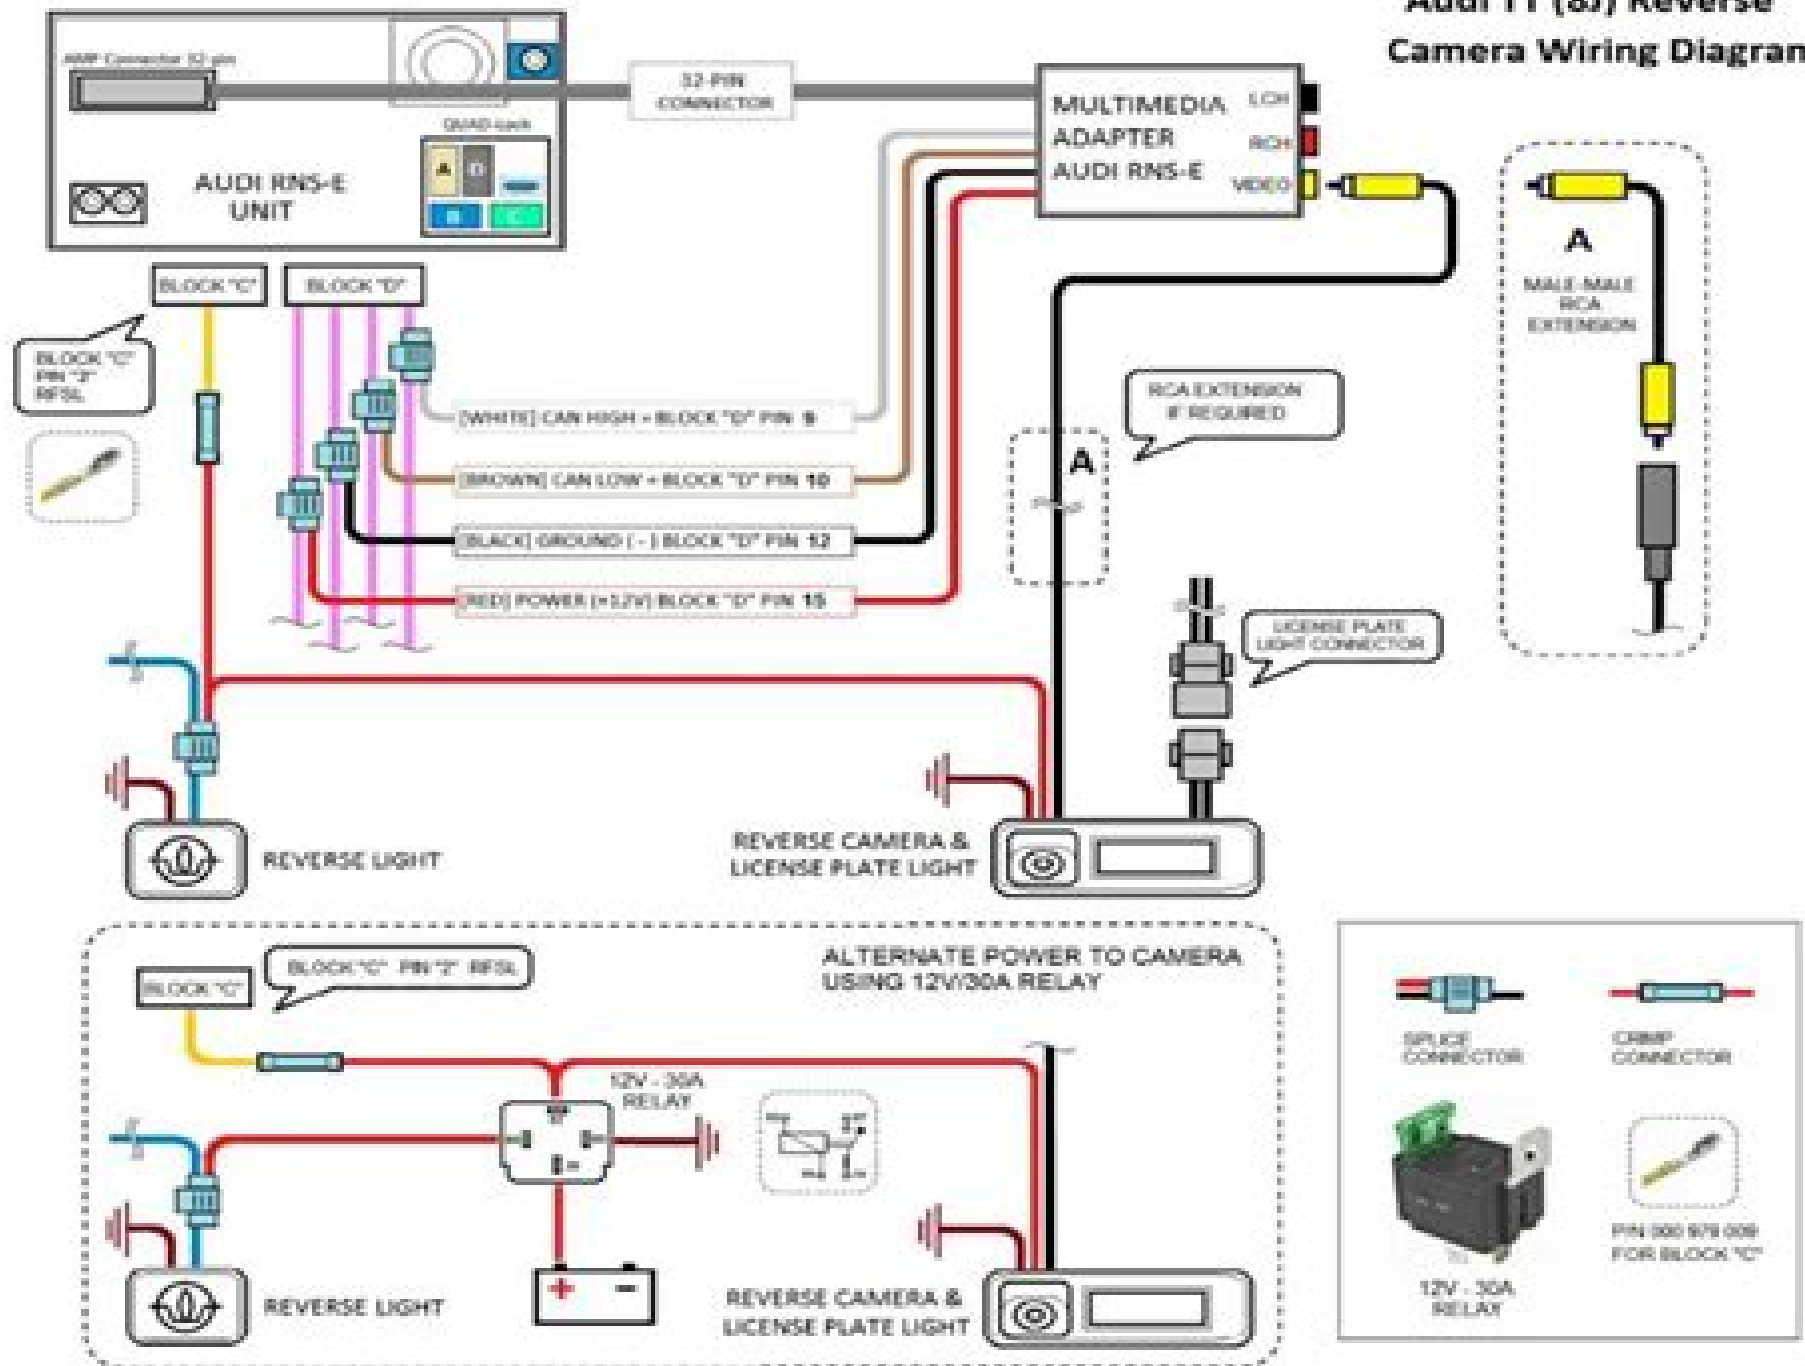 Audi TT (8J) Reverse
Camera Wiring Diagram
AMP Connector 32 pin
32-PIN
CONNECTOR
QUAD-Lock
A D
B C
AUDI RNS-E
UNIT
MULTIMEDIA
ADAPTER
AUDI RNS-E
LCH
RCH
VIDEO
A
MALE-MALE
RCA
EXTENSION
BLOCK "C"
BLOCK "D"
BLOCK "C"
PIN "2"
RFSL
[WHITE] CAN HIGH - BLOCK "D" PIN 9
[BROWN] CAN LOW - BLOCK "D" PIN 10
[BLACK] GROUND ( - ) BLOCK "D" PIN 12
[RED] POWER (+12V) BLOCK "D" PIN 15
RCA EXTENSION
IF REQUIRED
A
LICENSE PLATE
LIGHT CONNECTOR
REVERSE LIGHT
REVERSE CAMERA &
LICENSE PLATE LIGHT
ALTERNATE POWER TO CAMERA
USING 12V/30A RELAY
BLOCK "C"
BLOCK "C" PIN "2" RFSL
12V - 30A
RELAY
+ -
REVERSE LIGHT
REVERSE CAMERA &
LICENSE PLATE LIGHT
SPLICE
CONNECTOR
CRIMP
CONNECTOR
12V - 30A
RELAY
P/N 000 979 009
FOR BLOCK "C"